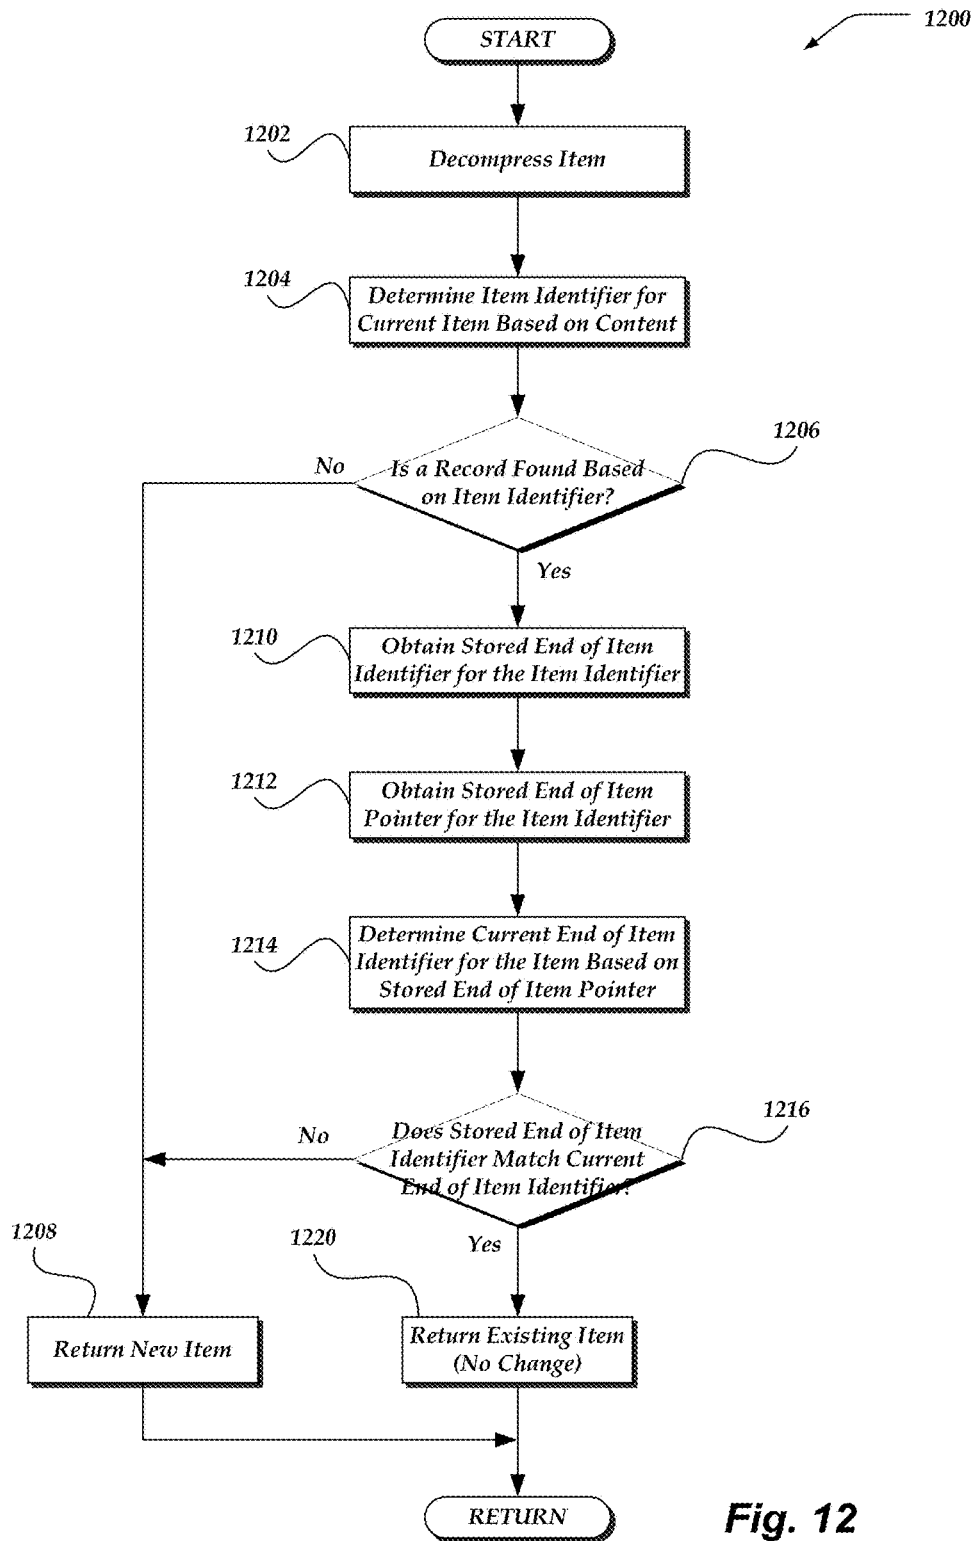 1200
START
1202
Decompress Item
1204
Determine Item Identifier for
Current Item Based on Content
1206
No
Is a Record Found Based
on Item Identifier?
Yes
1210
Obtain Stored End of Item
Identifier for the Item Identifier
1212
Obtain Stored End of Item
Pointer for the Item Identifier
1214
Determine Current End of Item
Identifier for the Item Based on
Stored End of Item Pointer
1216
No
Does Stored End of Item
Identifier Match Current
End of Item Identifier?
Yes
1208
1220
Return New Item
Return Existing Item
(No Change)
RETURN
Fig. 12